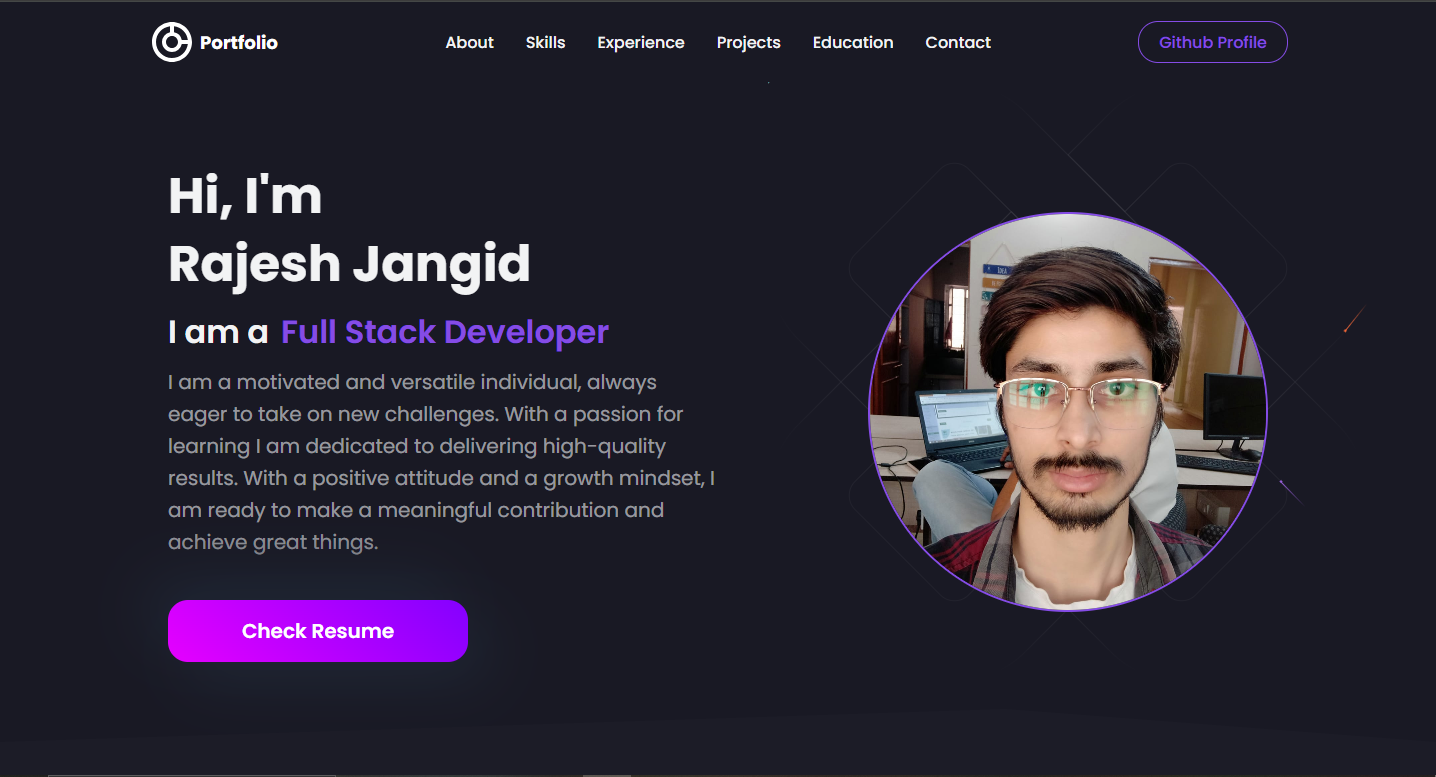 Portfolio
About Skills Experience Projects Education Contact
Github Profile
Hi, I'm
Rajesh Jangid
I am a Full Stack Developer
I am a motivated and versatile individual, always
eager to take on new challenges. With a passion for
learning I am dedicated to delivering high-quality
results. With a positive attitude and a growth mindset, I
am ready to make a meaningful contribution and
achieve great things.
Check Resume
IDEA